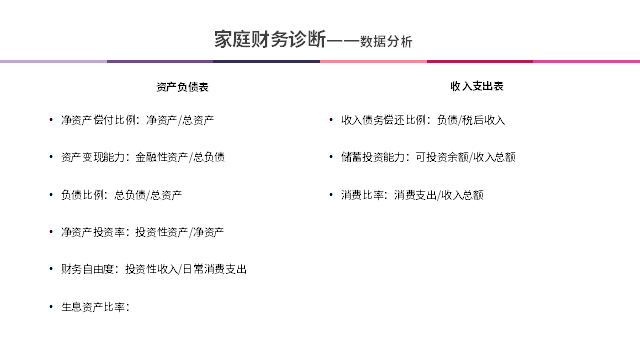 家庭财务诊断——数据分析
资产负债表
• 净资产偿付比例：净资产/总资产
• 资产变现能力：金融性资产/总负债
• 负债比例：总负债/总资产
• 净资产投资率：投资性资产/净资产
• 财务自由度：投资性收入/日常消费支出
• 生息资产比率：
收入支出表
• 收入债务偿还比例：负债/税后收入
• 储蓄投资能力：可投资余额/收入总额
• 消费比率：消费支出/收入总额